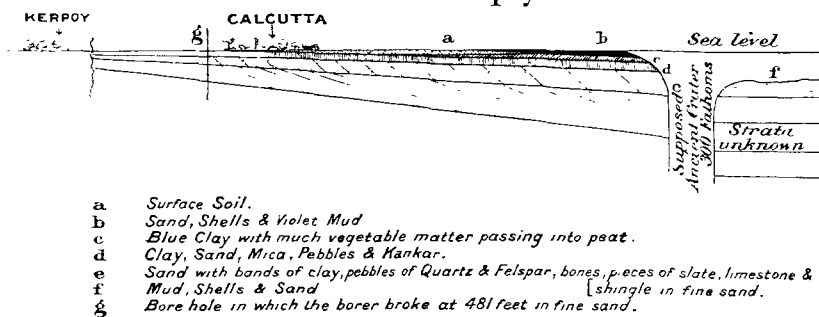 KERPOY
CALCUTTA
g
a
b
Sea level
c
d
f
Supposed
Ancient Crater
300 Fathoms
Strata
unknown
a Surface Soil.
b Sand, Shells & Violet Mud
c Blue Clay with much vegetable matter passing into peat.
d Clay, Sand, Mica, Pebbles & Kankar.
e Sand with bands of clay, pebbles of Quartz & Felspar, bones, pieces of slate, limestone &
f Mud, Shells & Sand [shingle in fine sand.
g Bore hole in which the borer broke at 481 feet in fine sand.